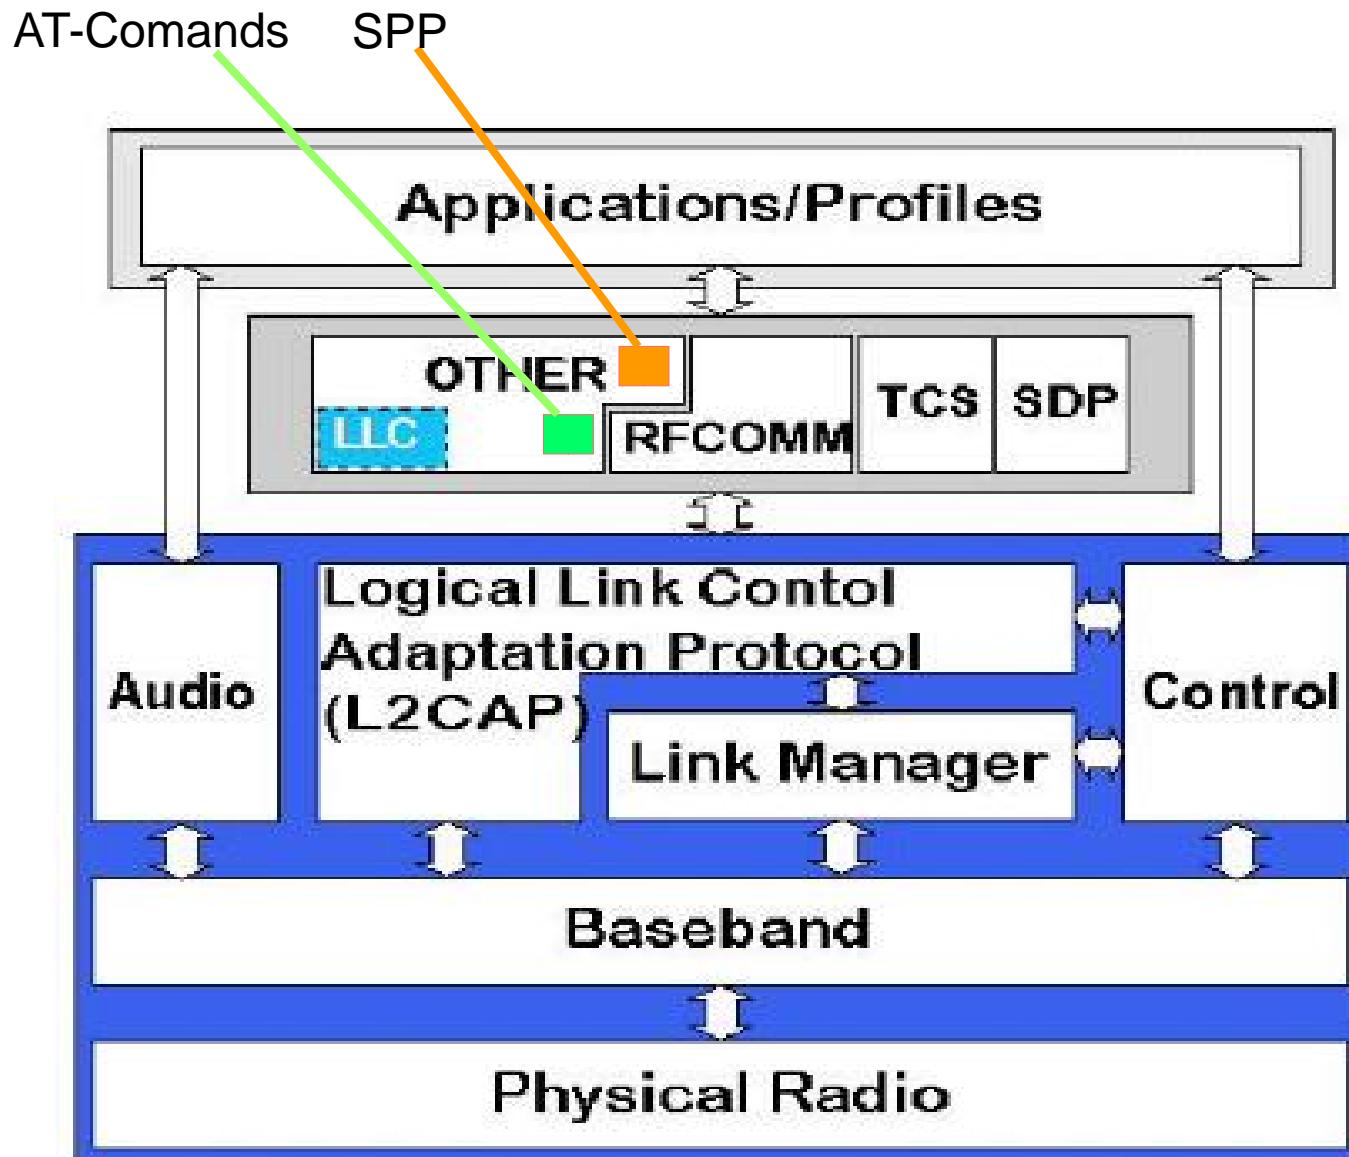 AT-Comands SPP
Applications/Profiles
OTHER
LLC
RFCOMM
TCS
SDP
Audio
Logical Link Contol
Adaptation Protocol
(L2CAP)
Link Manager
Control
Baseband
Physical Radio